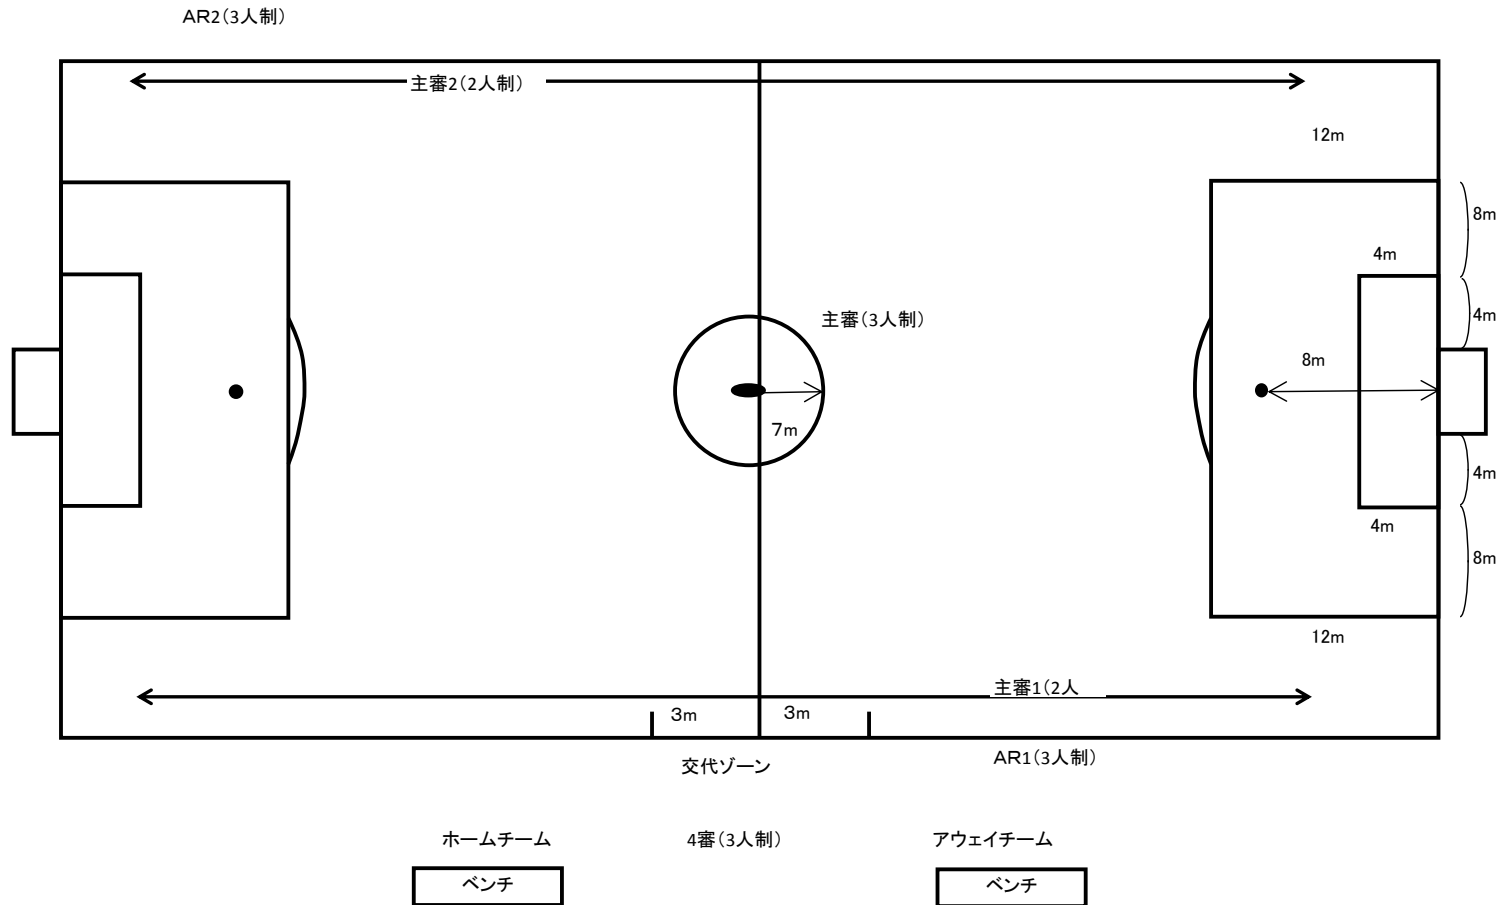 AR2(3人制)
主審2(2人制)
12m
8m
4m
4m
主審(3人制)
8m
7m
4m
4m
8m
12m
主審1(2人
3m
3m
交代ゾーン
AR1(3人制)
ホームチーム
4審(3人制)
アウェイチーム
ベンチ
ベンチ